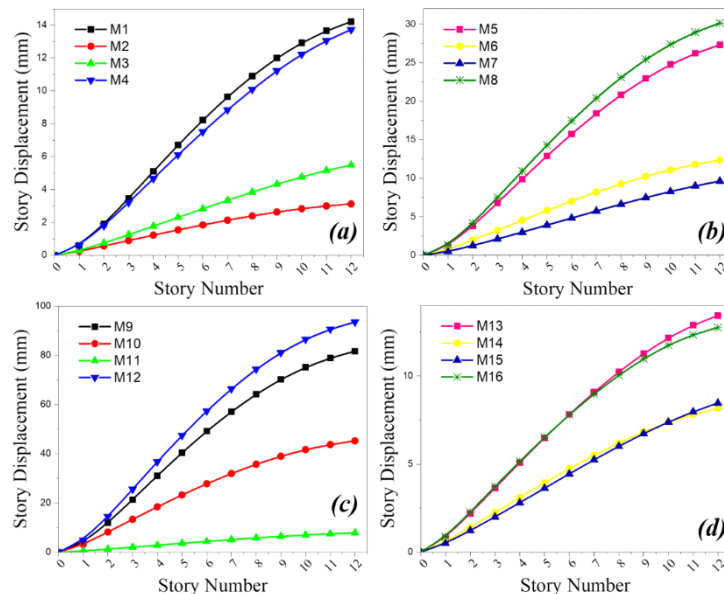 14
12
10
8
6
4
2
0
Story Displacement (mm)
M1
M2
M3
M4
(a)
0 1 2 3 4 5 6 7 8 9 10 11 12
Story Number
30
25
20
15
10
5
0
Story Displacement (mm)
M5
M6
M7
M8
(b)
0 1 2 3 4 5 6 7 8 9 10 11 12
Story Number
100
80
60
40
20
0
Story Displacement (mm)
M9
M10
M11
M12
(c)
0 1 2 3 4 5 6 7 8 9 10 11 12
Story Number
10
5
0
Story Displacement (mm)
M13
M14
M15
M16
(d)
0 1 2 3 4 5 6 7 8 9 10 11 12
Story Number